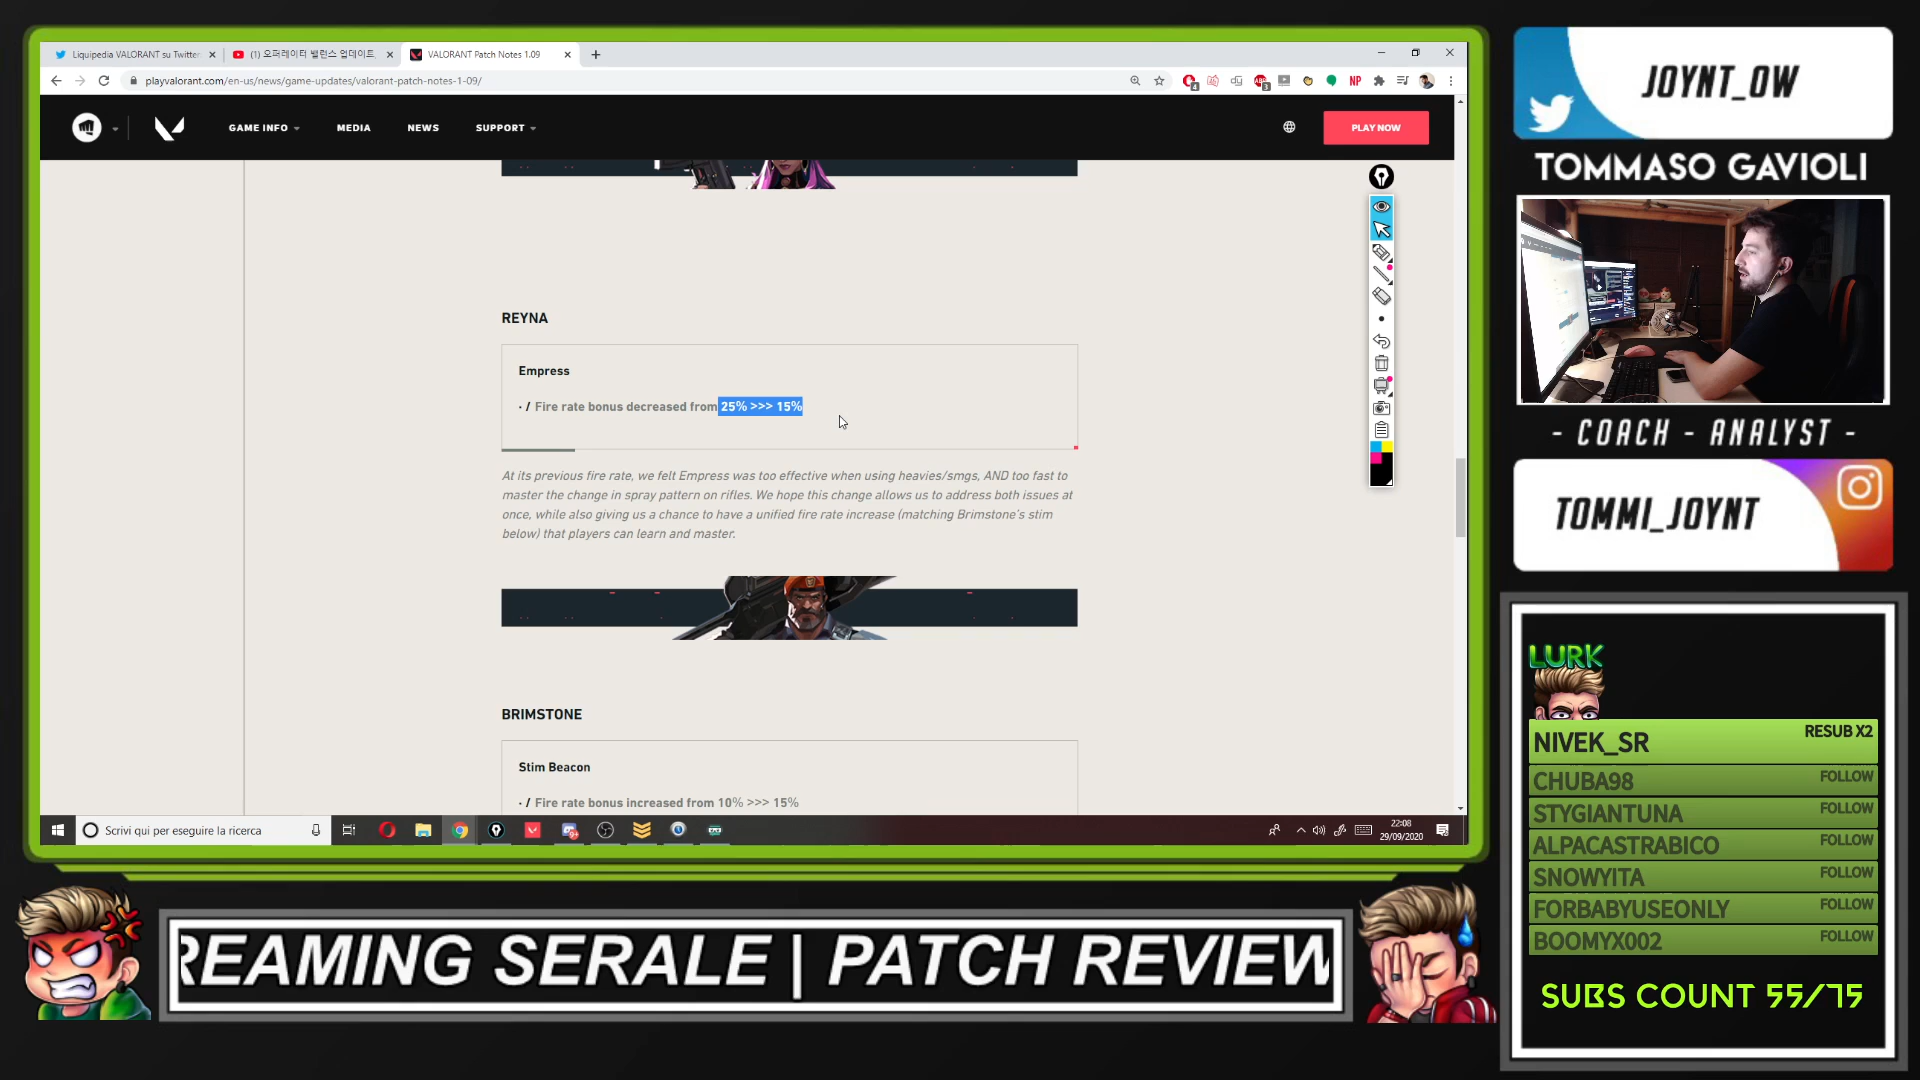 Liquipedia VALORANT su Twitter
(1) 오퍼레이터 밸런스 업데이트
VALORANT Patch Notes 1.09
playvalorant.com/en-us/news/game-updates/valorant-patch-notes-1-09/
GAME INFO
MEDIA
NEWS
SUPPORT
PLAY NOW
REYNA
Empress
· / Fire rate bonus decreased from 25% >>> 15%
At its previous fire rate, we felt Empress was too effective when using heavies/smgs, AND too fast to
master the change in spray pattern on rifles. We hope this change allows us to address both issues at
once, while also giving us a chance to have a unified fire rate increase (matching Brimstone's stim
below) that players can learn and master.
BRIMSTONE
Stim Beacon
· / Fire rate bonus increased from 10% >>> 15%
Scrivi qui per eseguire la ricerca
22:08
29/09/2020
JOYNT_OW
TOMMASO GAVIOLI
- COACH - ANALYST -
TOMMI_JOYNT
LURK
NIVEK_SR RESUB X2
CHUBA98 FOLLOW
STYGIANTUNA FOLLOW
ALPACASTRABICO FOLLOW
SNOWYITA FOLLOW
FORBABYUSEONLY FOLLOW
BOOMYX002 FOLLOW
SUBS COUNT 55/75
REAMING SERALE | PATCH REVIEW